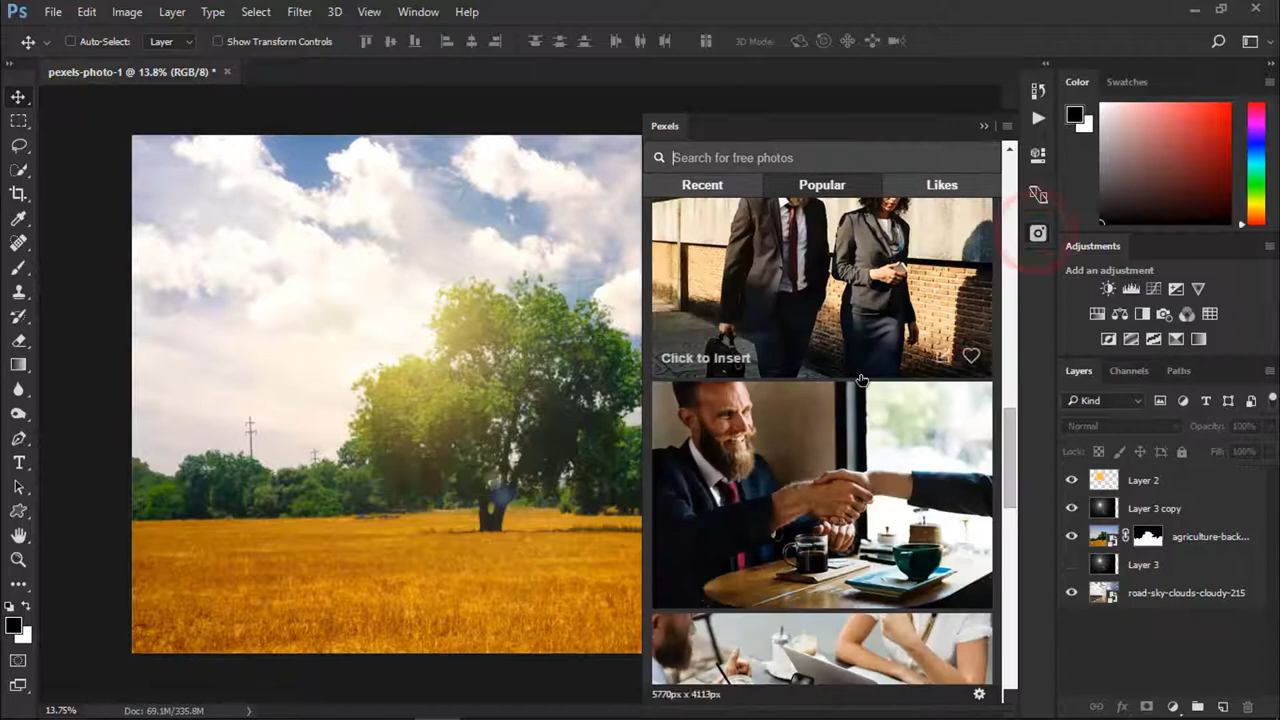 Ps File Edit Image Layer Type Select Filter 3D View Window Help
Auto-Select: Layer Show Transform Controls 3D Mode:
pexels-photo-1 @ 13.8% (RGB/8) *
Pexels
Search for free photos
Recent Popular Likes
Click to Insert
5770px x 4113px
Color Swatches
Adjustments
Add an adjustment
Layers Channels Paths
Kind
Normal Opacity: 100%
Lock: Fill: 100%
Layer 2
Layer 3 copy
agriculture-back...
Layer 3
road-sky-clouds-cloudy-215
13.75% Doc: 69.1M/335.8M